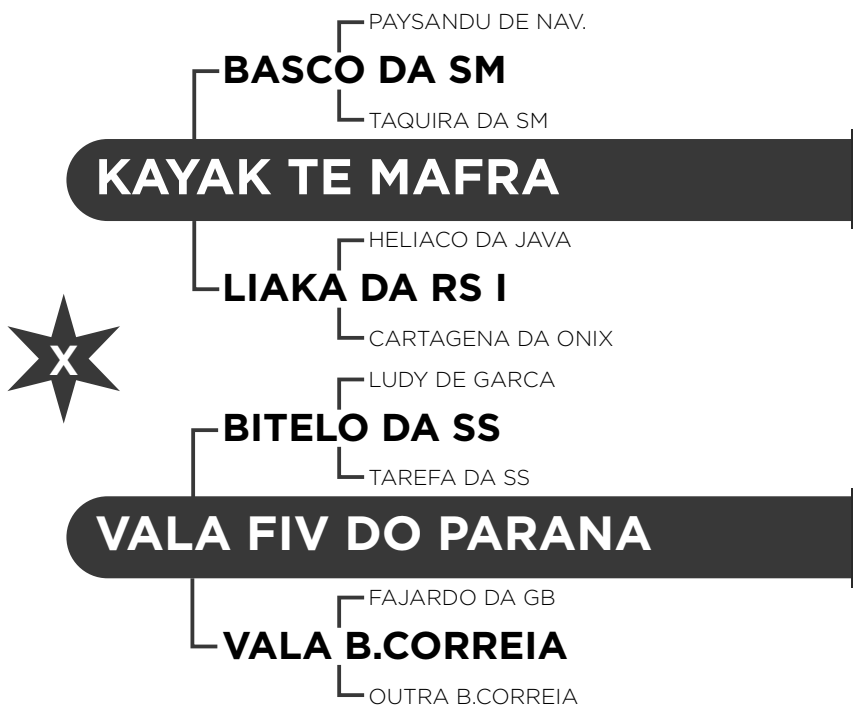 PAYSANDU DE NAV.
BASCO DA SM
TAQUIRA DA SM
KAYAK TE MAFRA
HELIACO DA JAVA
LIAKA DA RS I
CARTAGENA DA ONIX
X
LUDY DE GARCA
BITELO DA SS
TAREFA DA SS
VALA FIV DO PARANA
FAJARDO DA GB
VALA B.CORREIA
OUTRA B.CORREIA